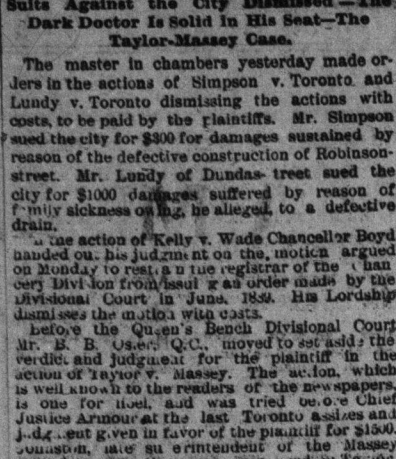 Suits Against the City Dismissed—The
Dark Doctor Is Solid In His Seat—The
Taylor-Massey Case.
The master in chambers yesterday made or-
ders in the actions of Simpson v. Toronto and
Lundy v. Toronto dismissing the actions with
costs, to be paid by the plaintiffs. Mr. Simpson
sued the city for $300 for damages sustained by
reason of the defective construction of Robinson-
street. Mr. Lundy of Dundas- treet sued the
city for $1000 damages suffered by reason of
family sickness owing, he alleged, to a defective
drain.
the action of Kelly v. Wade Chancellor Boyd
handed out his judgment on the, motion argued
on Monday to restrain the registrar of the Chan
cery Division from issuing an order made by the
Divisional Court in June, 1889. His Lordship
dismisses the motion with costs.
before the Queen's Bench Divisional Court
Mr. B. B. Osler, Q.C., moved to set aside the
verdict and judgment for the plaintiff in the
action of Taylor v. Massey. The action, which
is well known to the readers of the newspapers,
is one for libel, and was tried before Chief
Justice Armour at the last Toronto assizes and
judgment given in favor of the plaintiff for $1500.
Johnston, late superintendent of the Massey